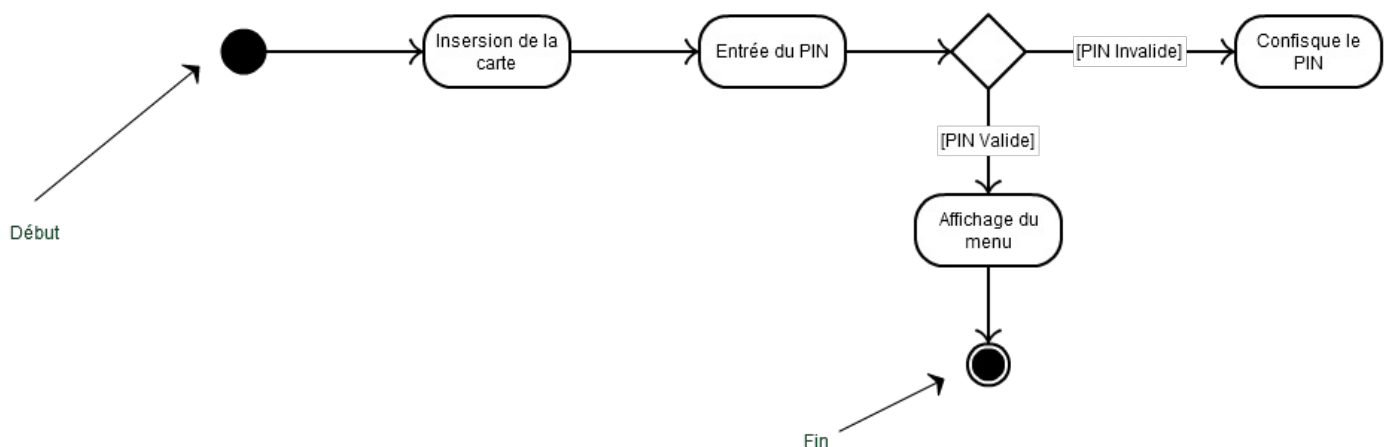 Insersion de la
carte
Entrée du PIN
[PIN Invalide]
Confisque le
PIN
[PIN Valide]
Affichage du
menu
Début
Fin